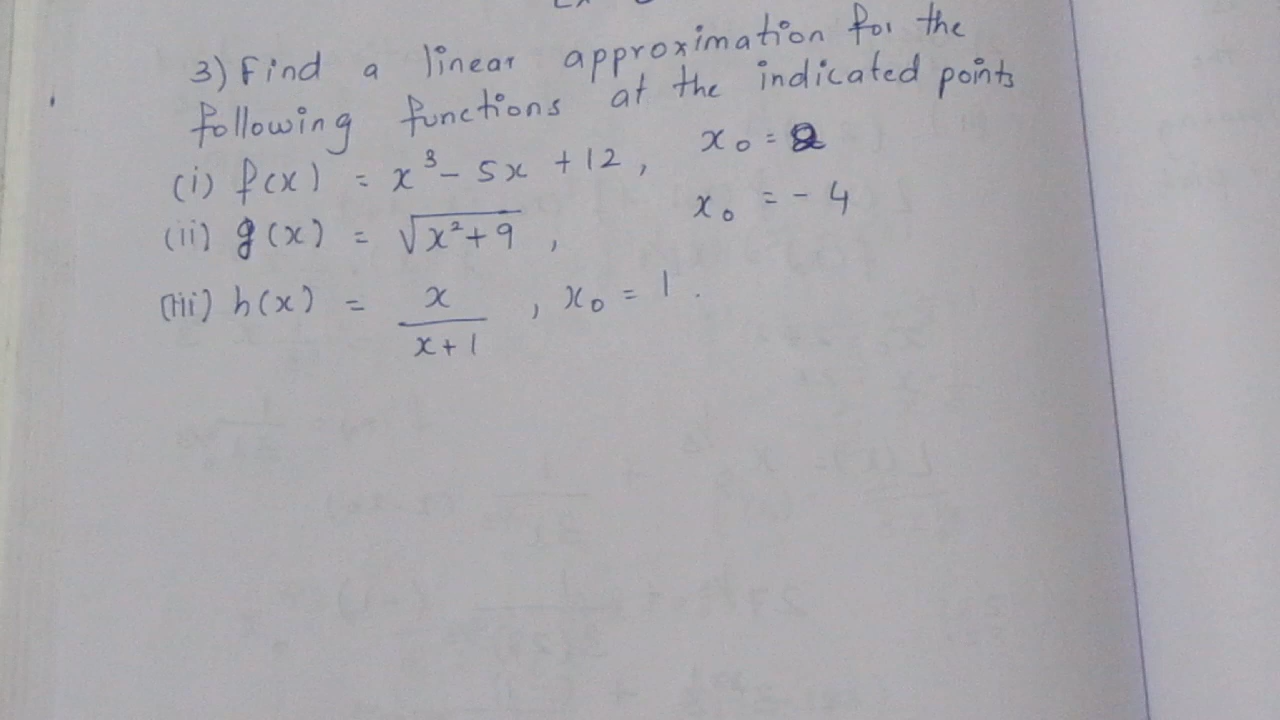 3) Find a linear approximation for the
following functions at the indicated points
(i) f(x) = x³ - 5x + 12, x₀ = 2
(ii) g(x) = √(x² + 9), x₀ = - 4
(iii) h(x) = x/(x+1), x₀ = 1.